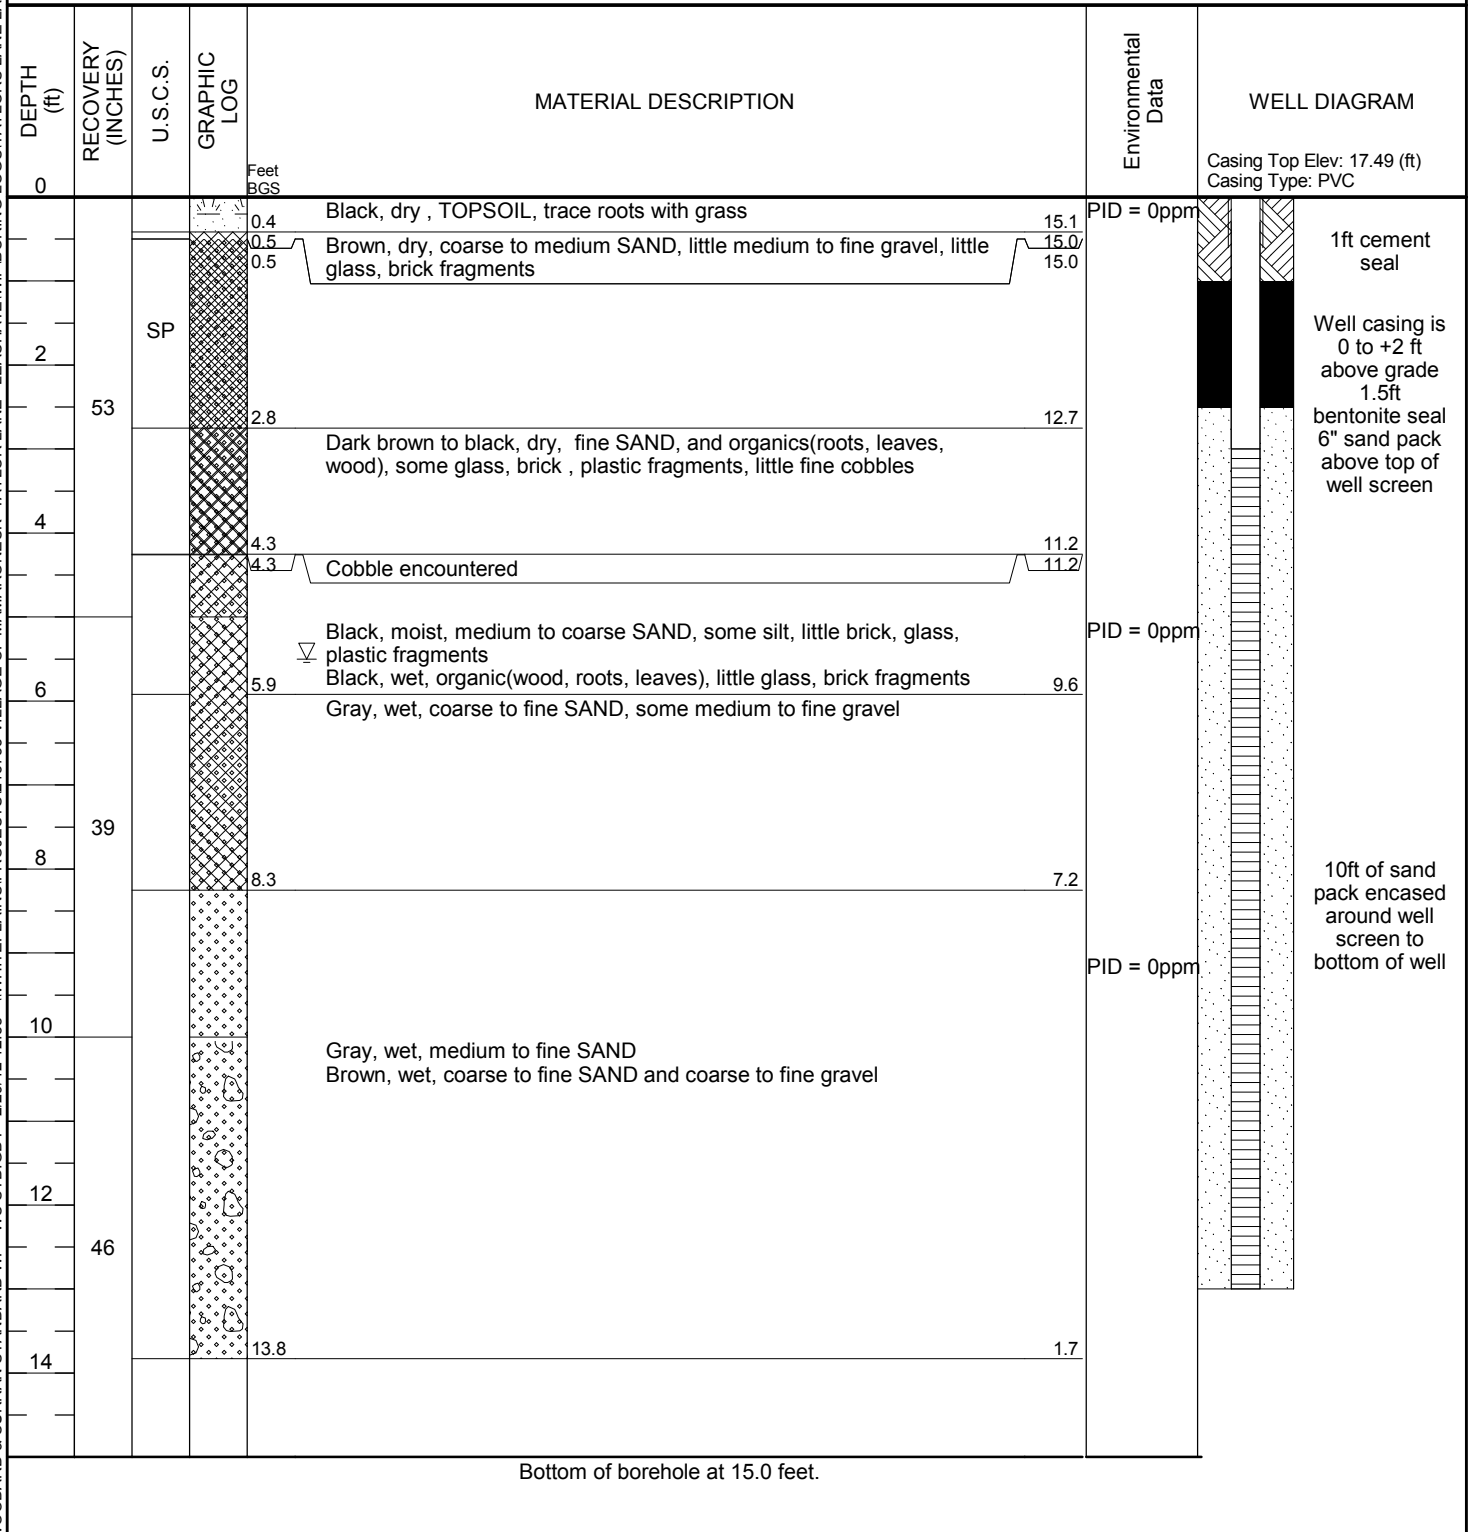 DEPTH
(ft)
RECOVERY
(INCHES)
U.S.C.S.
GRAPHIC
LOG
MATERIAL DESCRIPTION
Environmental
Data
WELL DIAGRAM
Casing Top Elev: 17.49 (ft)
Casing Type: PVC
Feet
BGS
0
0.4
Black, dry , TOPSOIL, trace roots with grass
15.1
PID = 0ppm
0.5
Brown, dry, coarse to medium SAND, little medium to fine gravel, little
glass, brick fragments
15.0
0.5
15.0
1ft cement
seal
SP
2
Well casing is
0 to +2 ft
above grade
1.5ft
bentonite seal
6" sand pack
above top of
well screen
53
2.8
12.7
Dark brown to black, dry, fine SAND, and organics(roots, leaves,
wood), some glass, brick , plastic fragments, little fine cobbles
4
4.3
11.2
4.3
Cobble encountered
11.2
Black, moist, medium to coarse SAND, some silt, little brick, glass,
plastic fragments
PID = 0ppm
Black, wet, organic(wood, roots, leaves), little glass, brick fragments
5.9
9.6
6
Gray, wet, coarse to fine SAND, some medium to fine gravel
39
8
8.3
7.2
10ft of sand
pack encased
around well
screen to
bottom of well
PID = 0ppm
10
Gray, wet, medium to fine SAND
Brown, wet, coarse to fine SAND and coarse to fine gravel
12
46
13.8
1.7
14
Bottom of borehole at 15.0 feet.